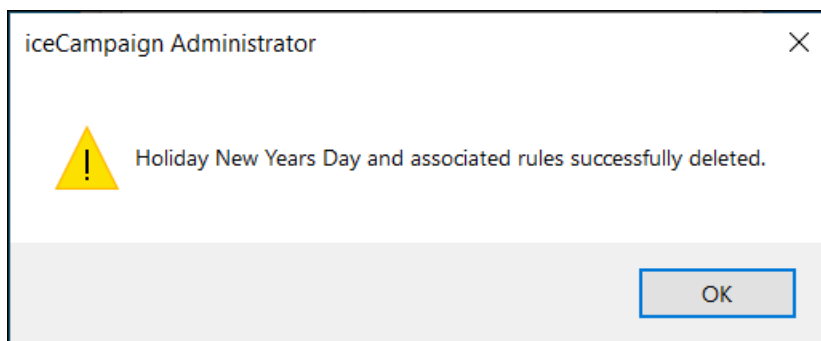 iceCampaign Administrator
Holiday New Years Day and associated rules successfully deleted.
OK